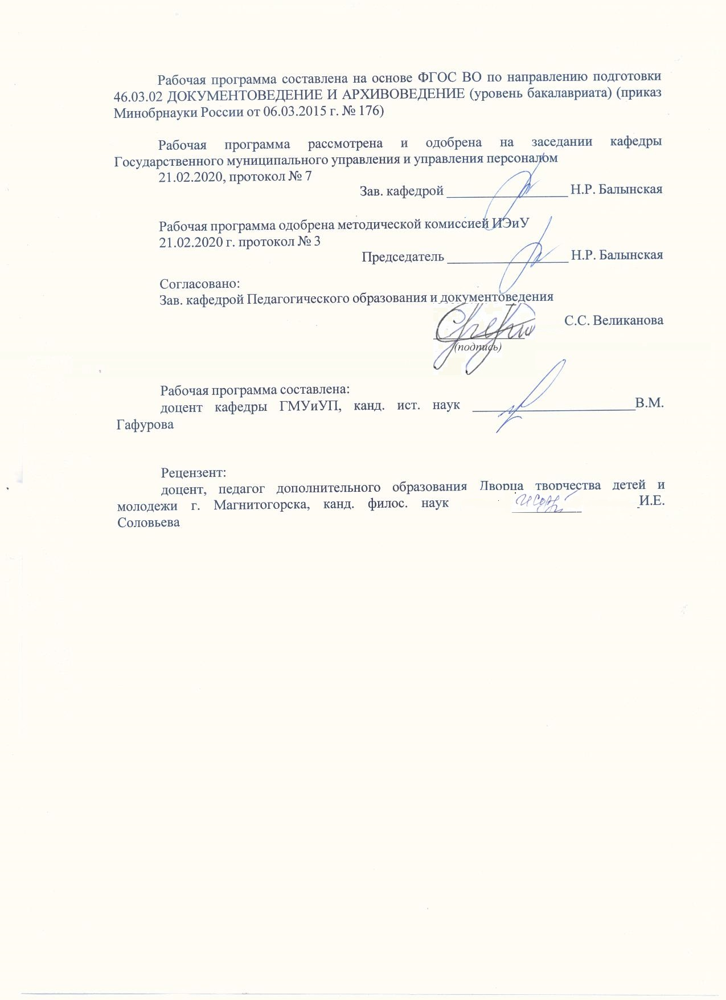 Рабочая программа составлена на основе ФГОС ВО по направлению подготовки
46.03.02 ДОКУМЕНТОВЕДЕНИЕ И АРХИВОВЕДЕНИЕ (уровень бакалавриата) (приказ
Минобрнауки России от 06.03.2015 г. № 176)
Рабочая программа рассмотрена и одобрена на заседании кафедры
Государственного муниципального управления и управления персоналом
21.02.2020, протокол № 7
Зав. кафедрой _________________ Н.Р. Балынская
Рабочая программа одобрена методической комиссией ИЭиУ
21.02.2020 г. протокол № 3
Председатель _________________ Н.Р. Балынская
Согласовано:
Зав. кафедрой Педагогического образования и документоведения
С.С. Великанова
(подпись)
Рабочая программа составлена:
доцент кафедры ГМУиУП, канд. ист. наук _______________________В.М.
Гафурова
Рецензент:
доцент, педагог дополнительного образования Дворца творчества детей и
молодежи г. Магнитогорска, канд. филос. наук __________ _И.Е.
Соловьева